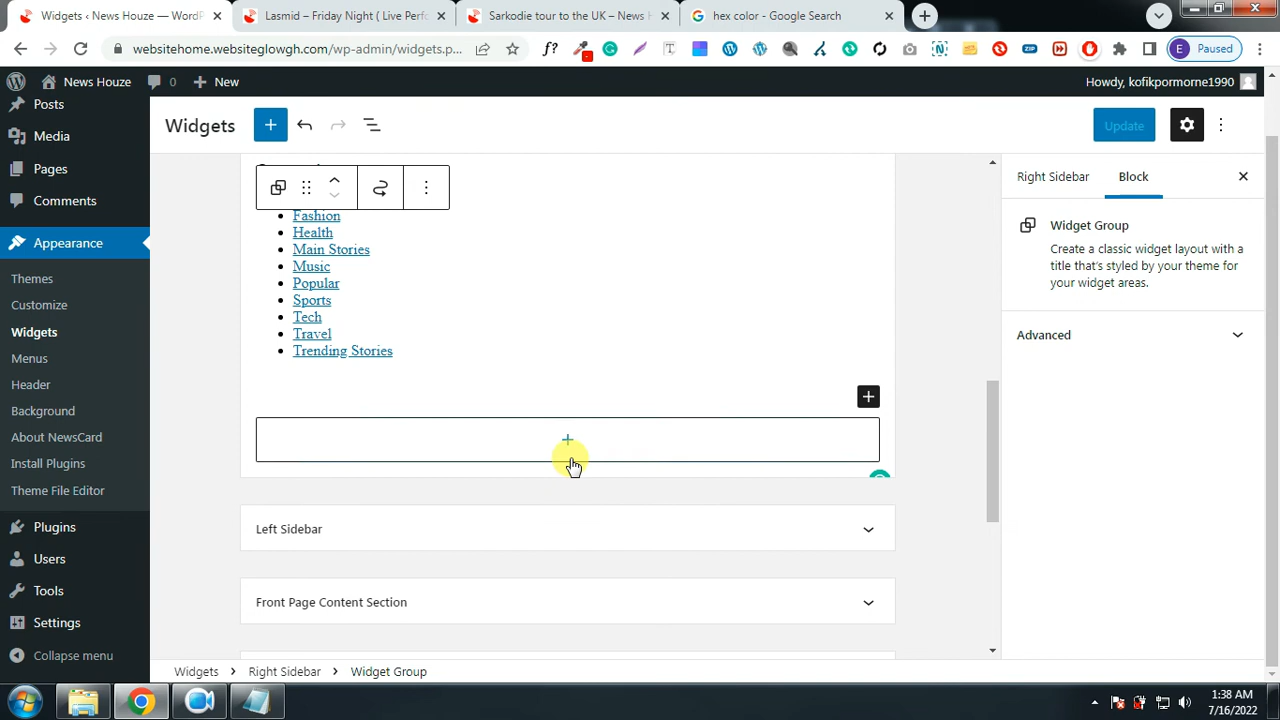 Widgets ‹ News Houze — WordP
Lasmid – Friday Night ( Live Perfo
Sarkodie tour to the UK – News H
hex color - Google Search
websitehome.websiteglowgh.com/wp-admin/widgets.p...
f?
T
ZIP
N
E
Paused
News Houze
0
New
Howdy, kofikpormorne1990
Posts
Media
Pages
Comments
Appearance
Themes
Customize
Widgets
Menus
Header
Background
About NewsCard
Install Plugins
Theme File Editor
Plugins
Users
Tools
Settings
Collapse menu
Widgets
Update
Fashion
Health
Main Stories
Music
Popular
Sports
Tech
Travel
Trending Stories
Left Sidebar
Front Page Content Section
Right Sidebar
Block
Widget Group
Create a classic widget layout with a
title that's styled by your theme for
your widget areas.
Advanced
Widgets
Right Sidebar
Widget Group
1:38 AM
7/16/2022